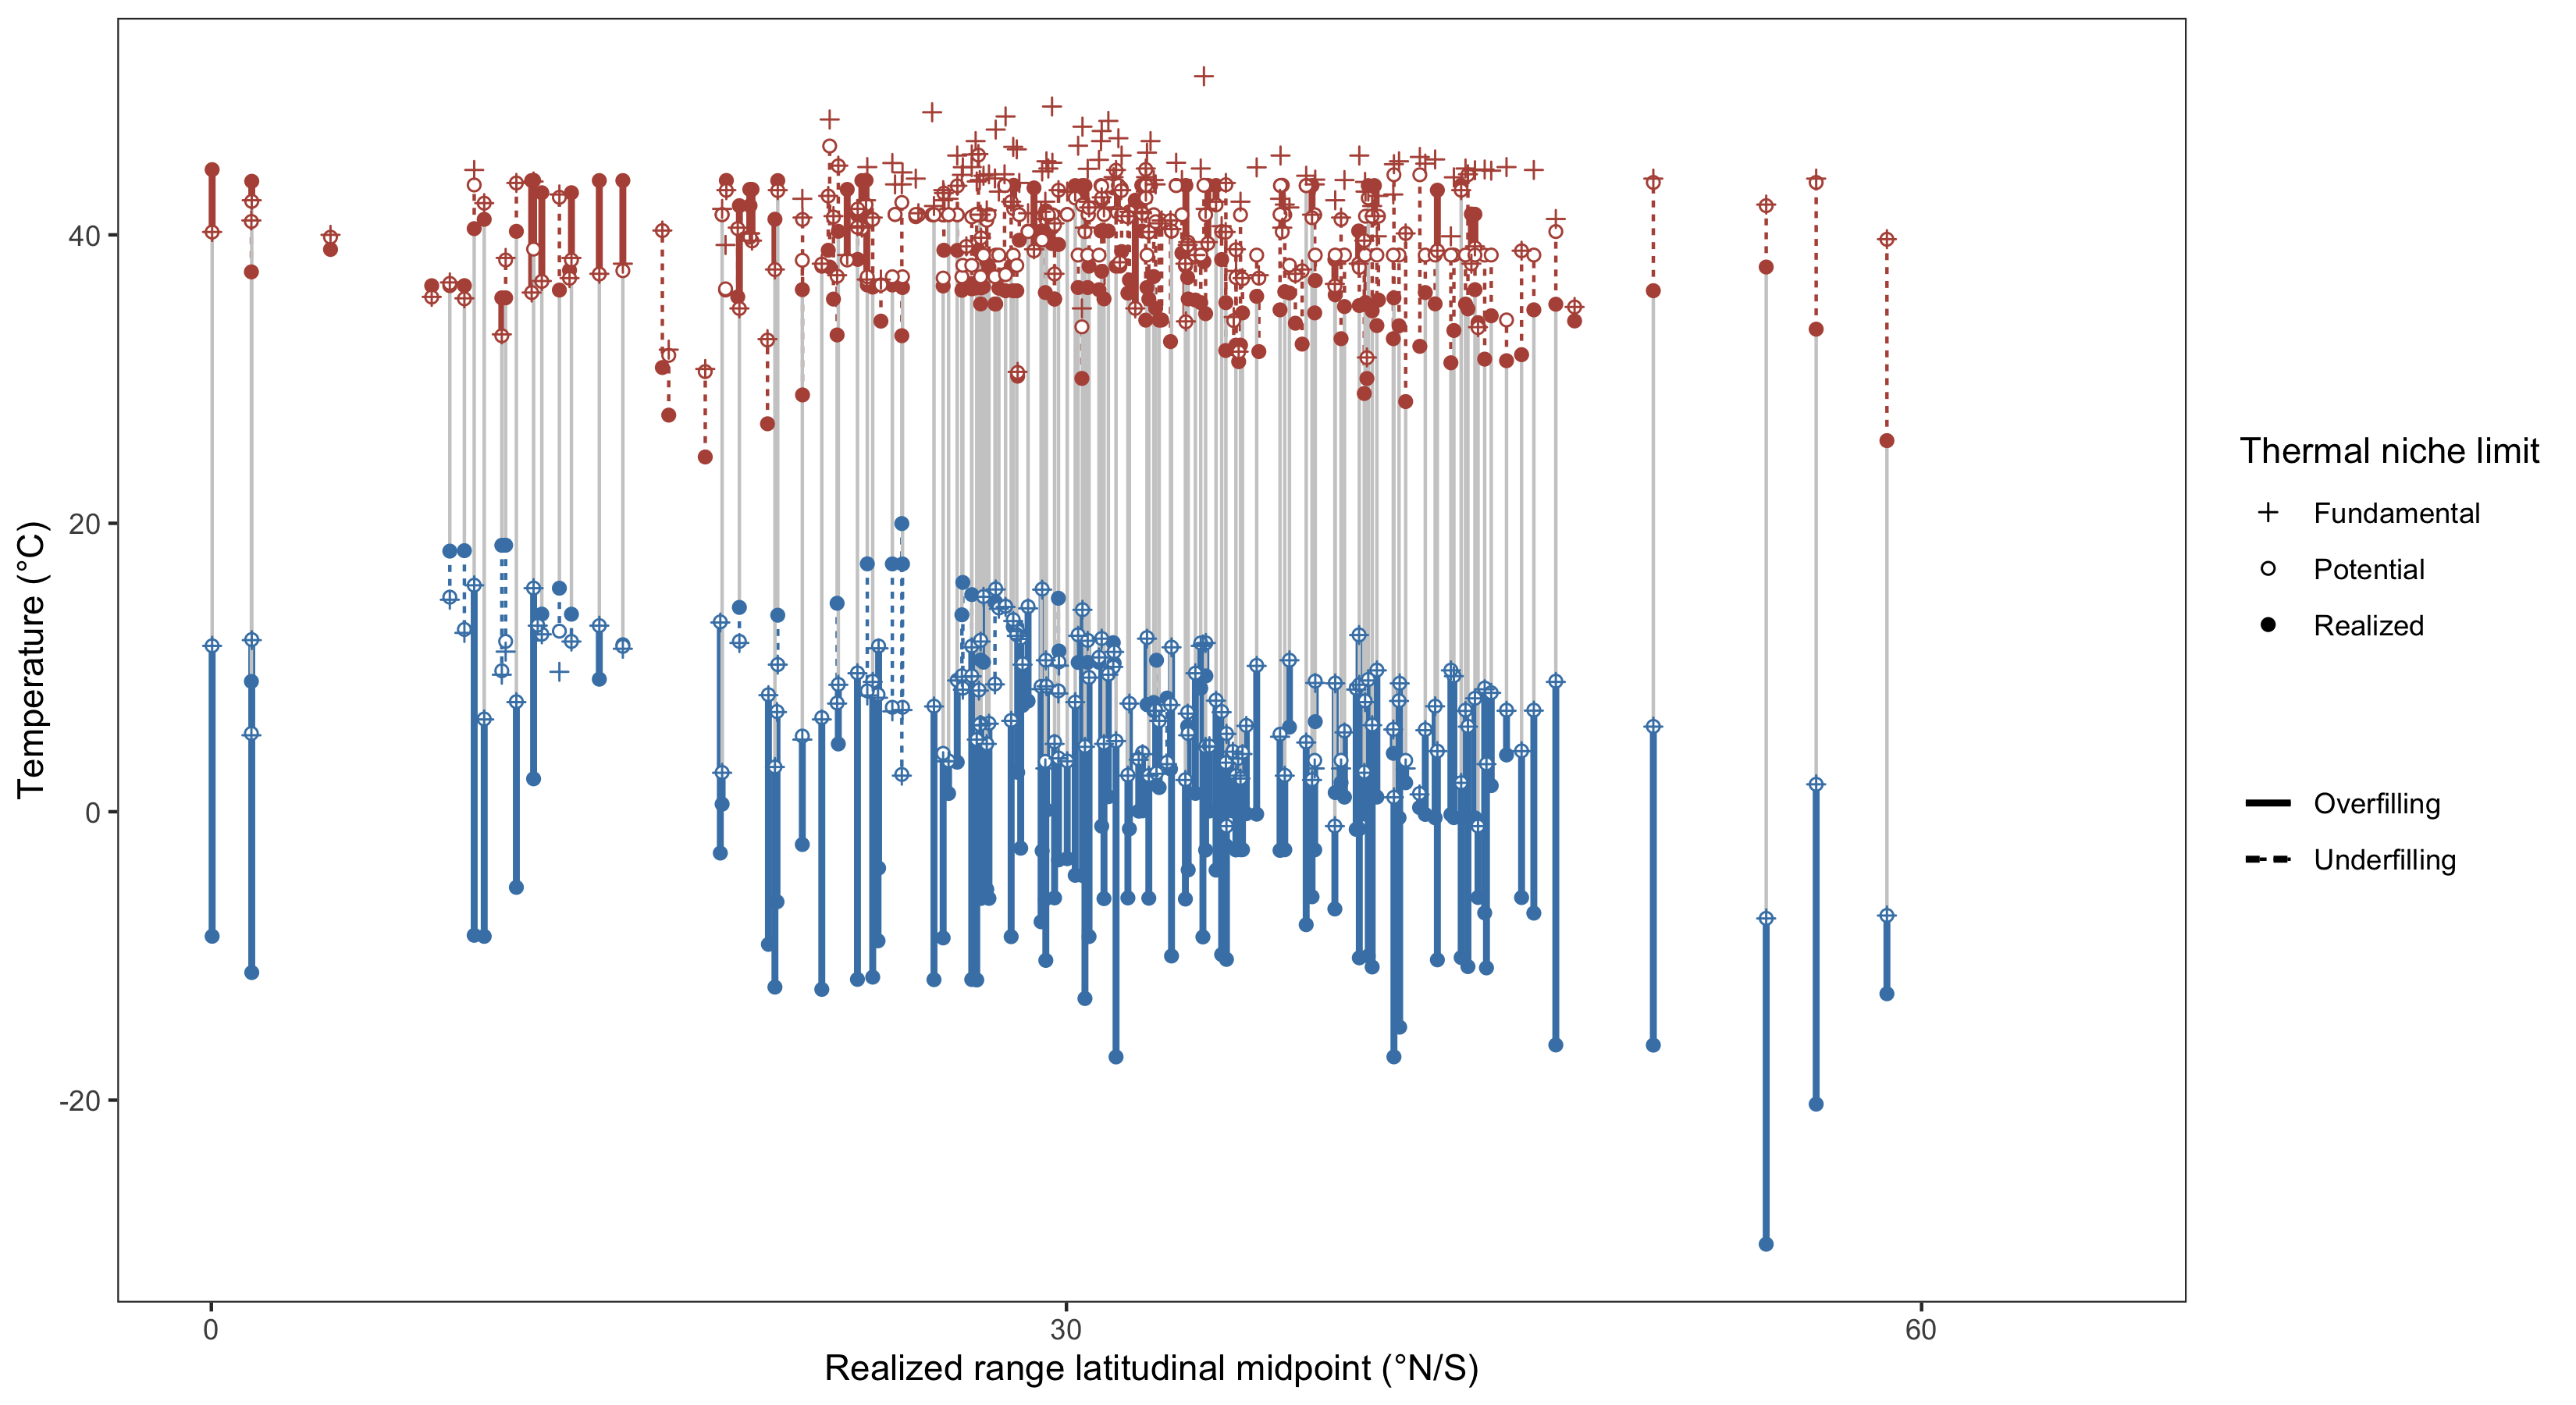 Temperature (°C)
40
20
0
-20
0
30
60
Realized range latitudinal midpoint (°N/S)
Thermal niche limit
Fundamental
Potential
Realized
Overfilling
Underfilling